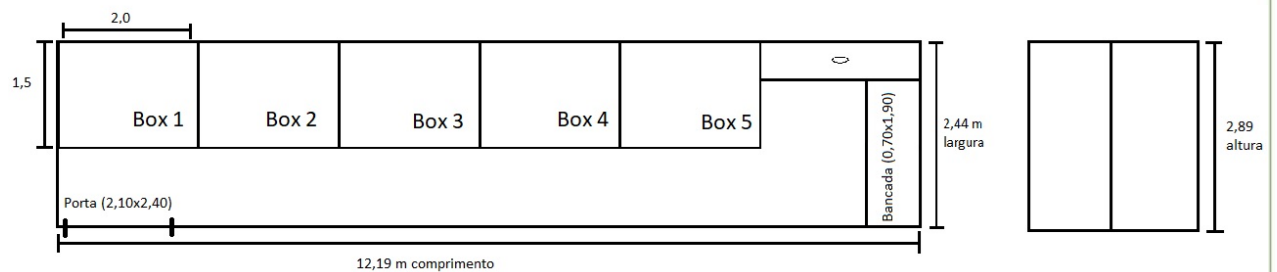 2,0
1,5
Box 1
Box 2
Box 3
Box 4
Box 5
Bancada (0,70x1,90)
2,44 m
largura
2,89
altura
Porta (2,10x2,40)
12,19 m comprimento